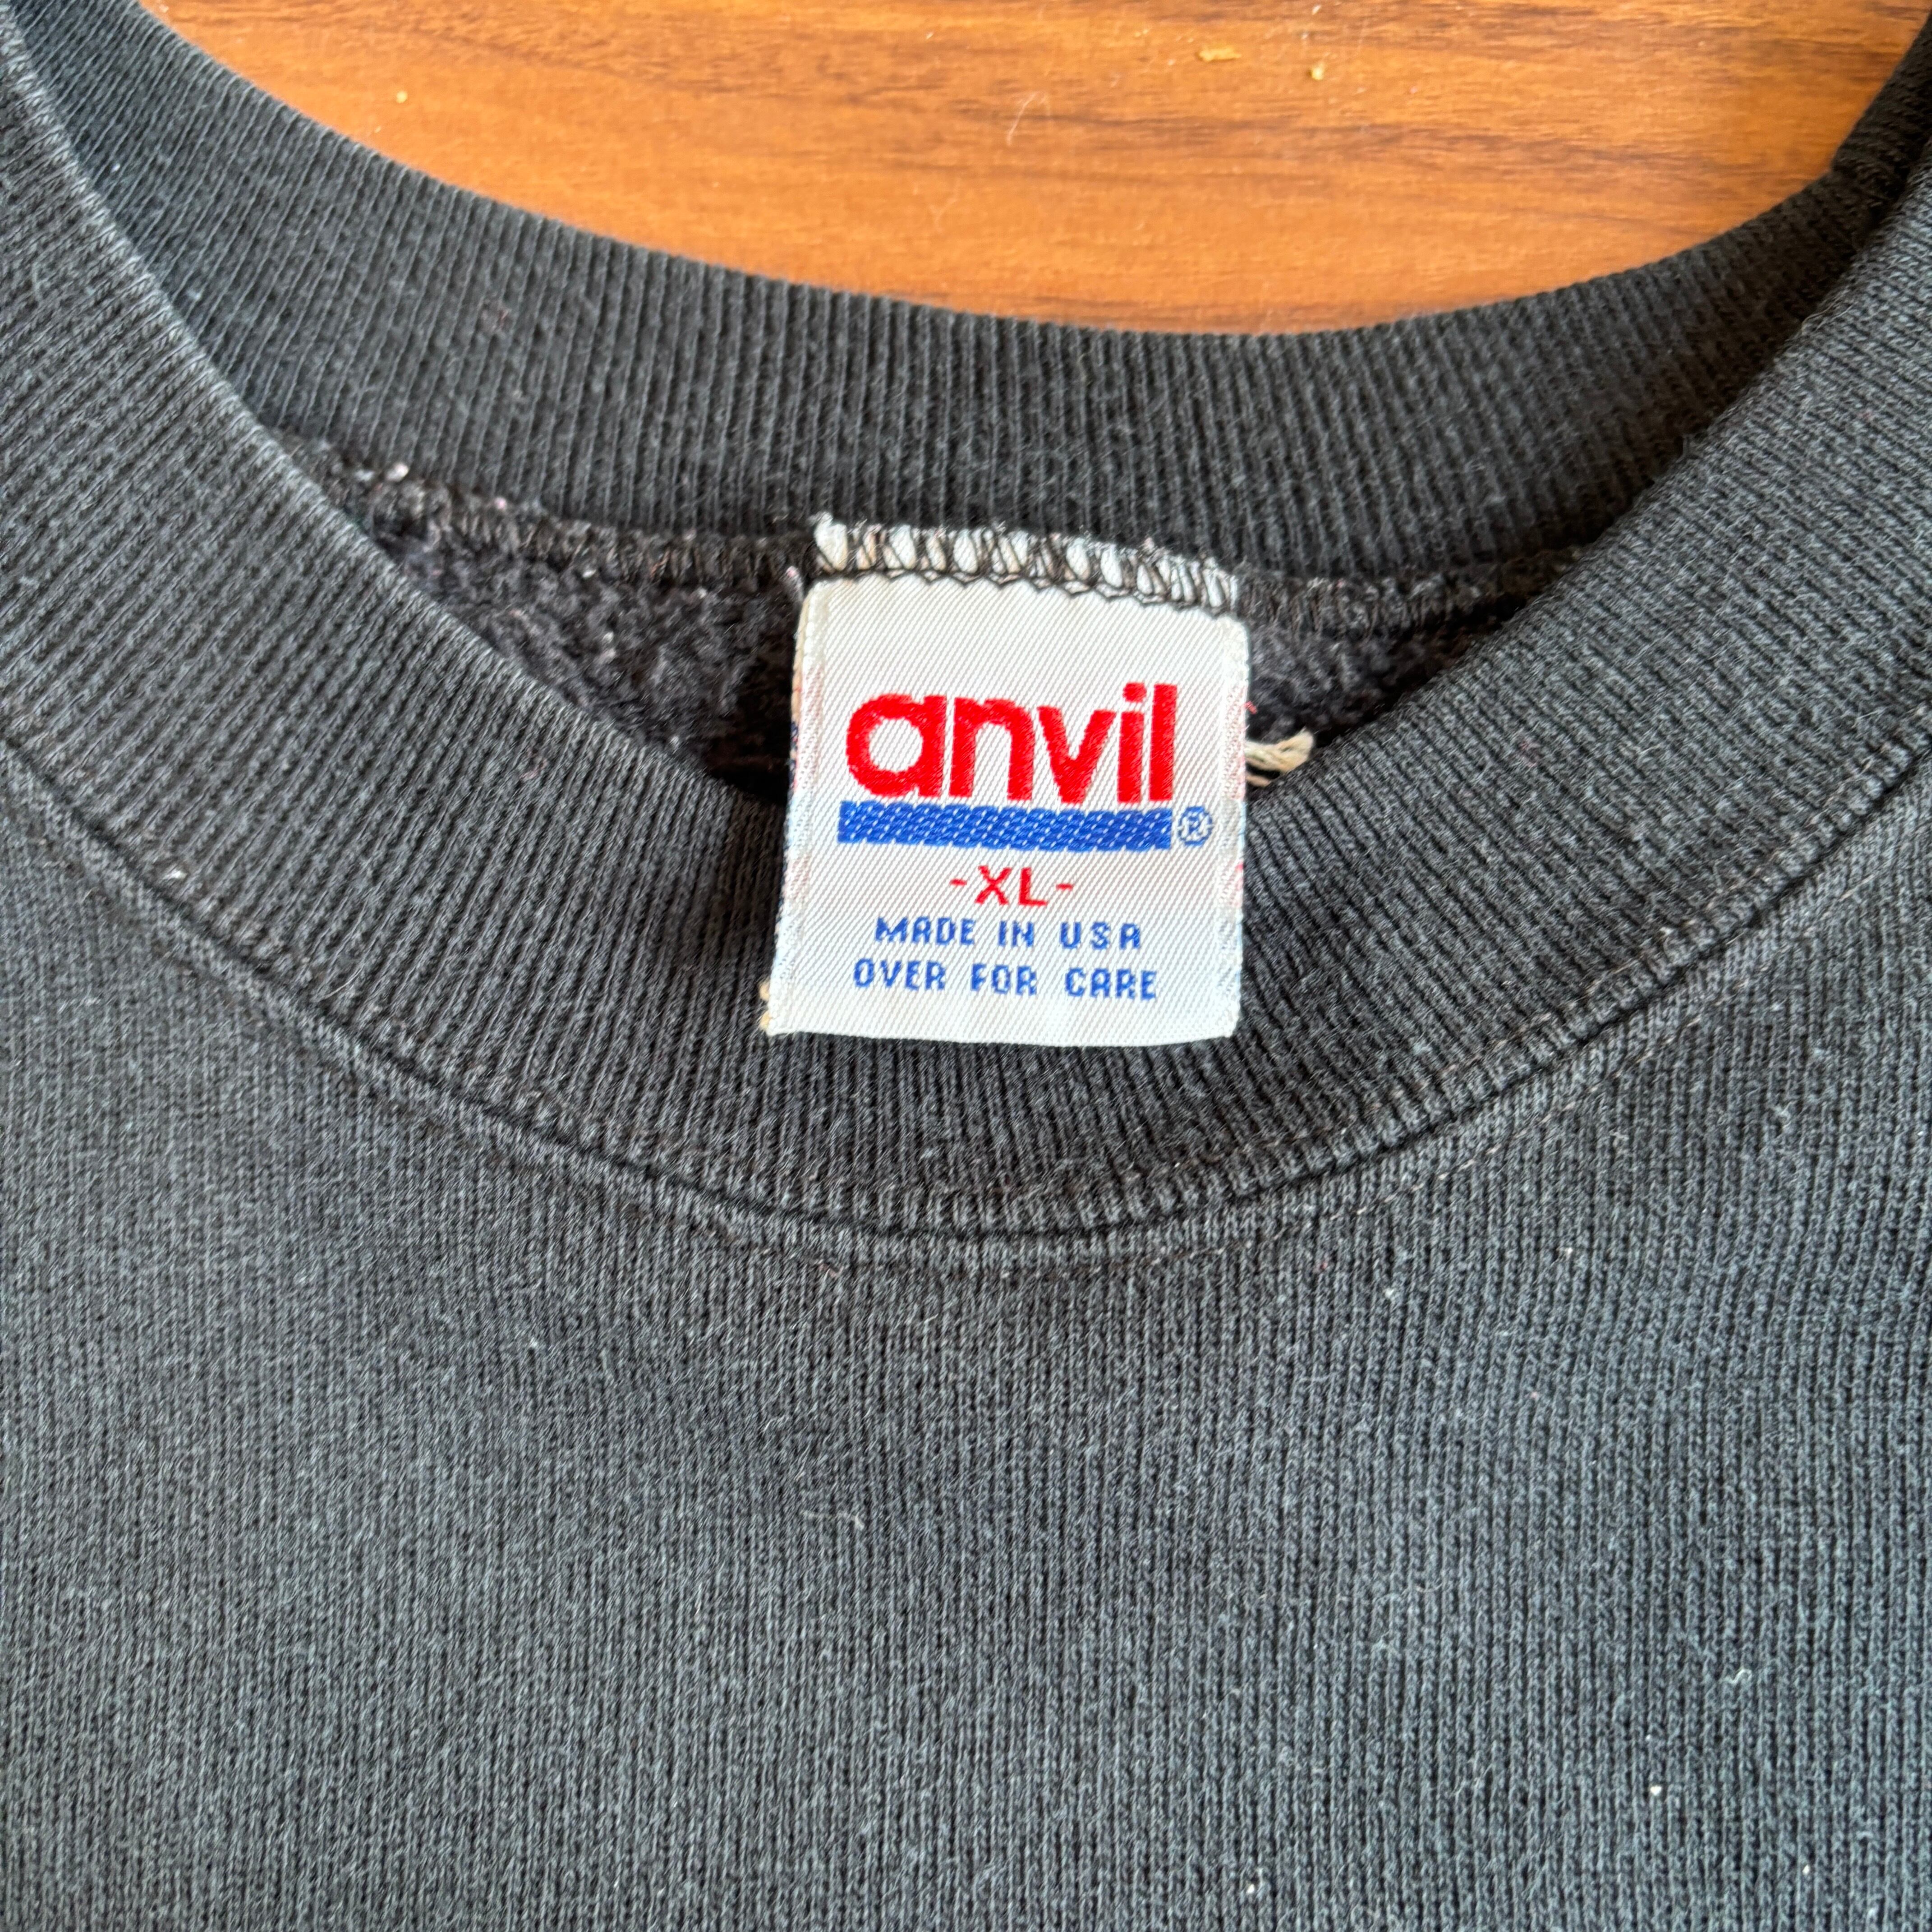 anvil®
-XL-
MADE IN USA
OVER FOR CARE